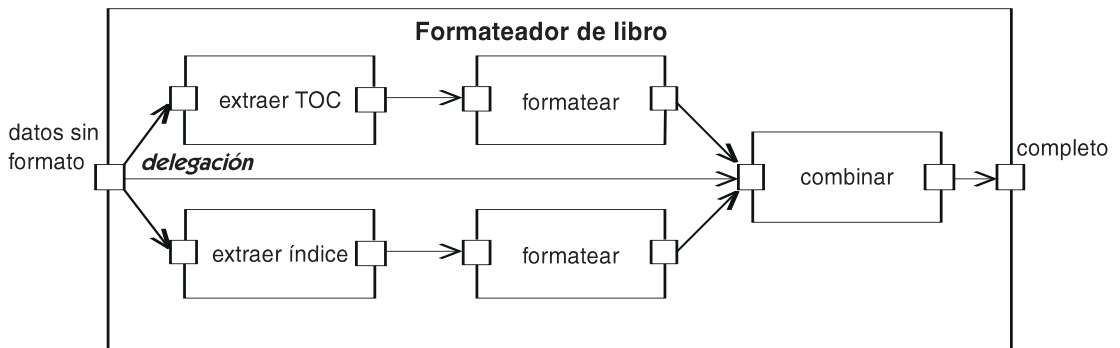 Formateador de libro
extraer TOC
formatear
datos sin
formato
delegación
combinar
completo
extraer índice
formatear